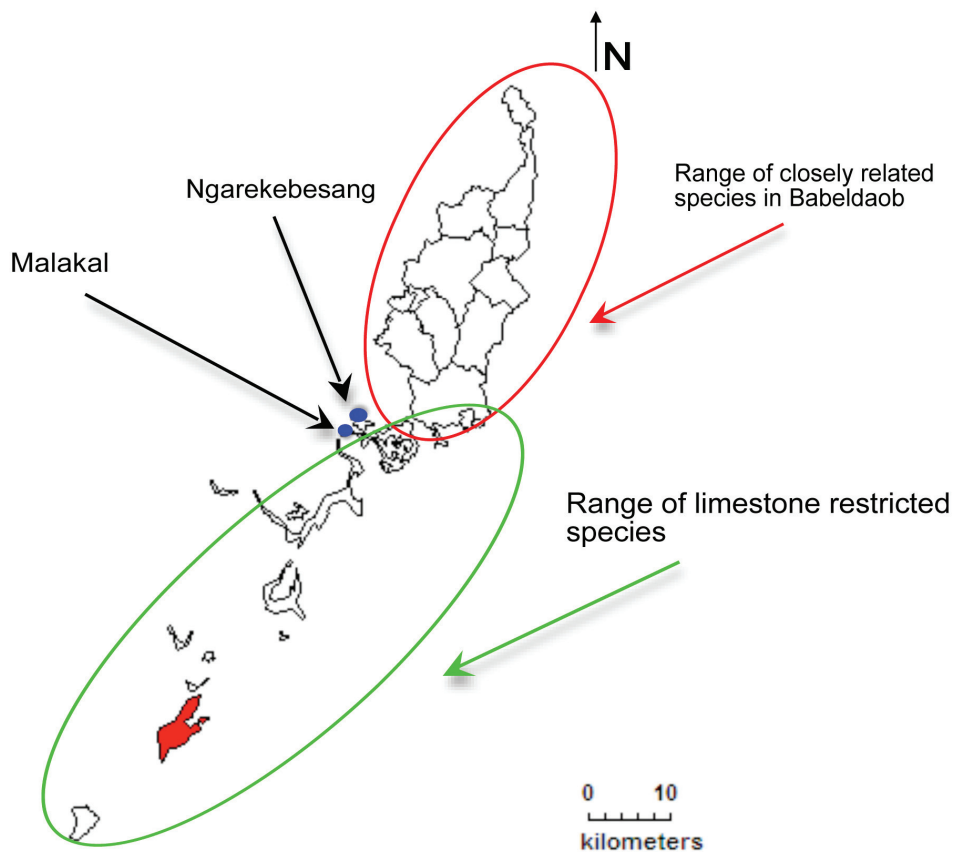 N
Range of closely related
species in Babeldaob
Ngarekebesang
Malakal
Range of limestone restricted
species
0 10
kilometers